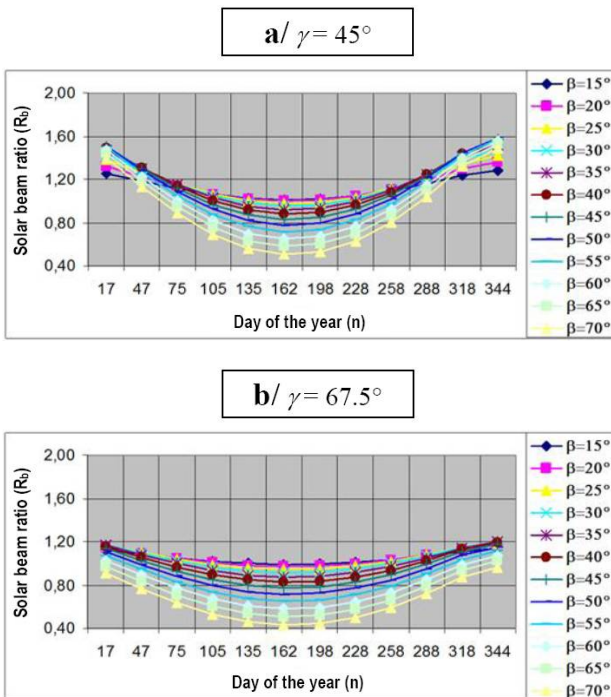 a/ γ = 45°
2,00
1,60
1,20
0,80
0,40
Solar beam ratio (Rb)
17 47 75 105 135 162 198 228 258 288 318 344
Day of the year (n)
β=15°
β=20°
β=25°
β=30°
β=35°
β=40°
β=45°
β=50°
β=55°
β=60°
β=65°
β=70°
b/ γ = 67.5°
2,00
1,60
1,20
0,80
0,40
Solar beam ratio (Rb)
17 47 75 105 135 162 198 228 258 288 318 344
Day of the year (n)
β=15°
β=20°
β=25°
β=30°
β=35°
β=40°
β=45°
β=50°
β=55°
β=60°
β=65°
β=70°